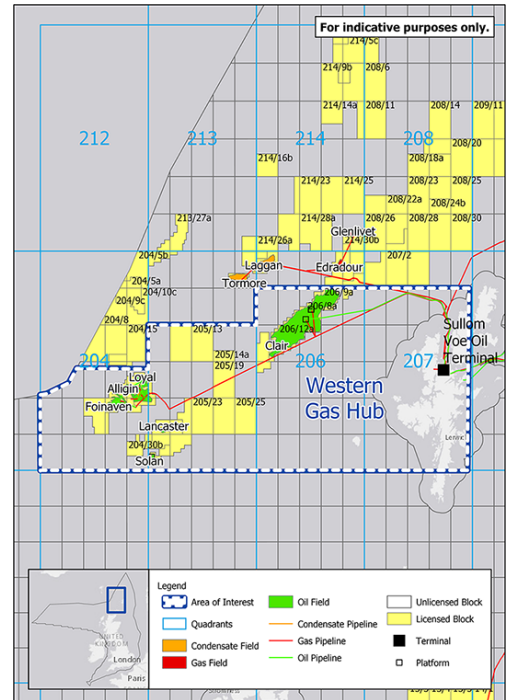 For indicative purposes only.
214/5c
214/9b
208/6
214/14a
208/11
208/14
209/11
212
213
214
208
208/20
214/16b
208/18a
214/23
214/25
208/23
208/25
208/22a
208/24b
213/27a
214/28a
208/26
208/28
208/30
Glenlivet
214/26a
214/30b
204/5b
207/2
Laggan
Edradour
Tormore
204/5a
204/10c
204/9c
206/9a
206/8a
204/8
204/15
205/13
206/12a
Sullom
Voe Oil
Terminal
Clair
204
205/14a
205/19
206
207
Loyal
Alligin
Foinaven
Western
Gas Hub
205/23
205/25
Lancaster
Lerwick
204/30b
Solan
UNITED
KINGDOM
London
Paris
Legend
Area of Interest
Quadrants
Condensate Field
Gas Field
Oil Field
Condensate Pipeline
Gas Pipeline
Oil Pipeline
Unlicensed Block
Licensed Block
Terminal
Platform